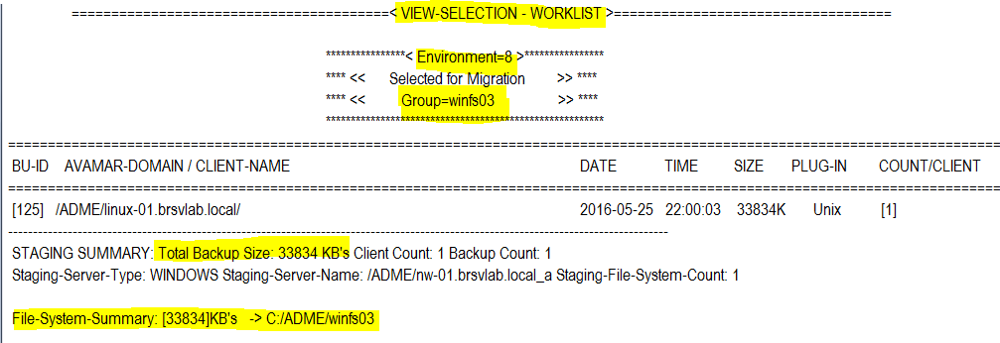 ========================================< VIEW-SELECTION - WORKLIST >===================================
****************< Environment=8 >****************
**** << Selected for Migration >> ****
**** << Group=winfs03 >> ****
********************************************************
====================================================================================================
BU-ID AVAMAR-DOMAIN / CLIENT-NAME DATE TIME SIZE PLUG-IN COUNT/CLIENT
====================================================================================================
[125] /ADME/linux-01.brsvlab.local/ 2016-05-25 22:00:03 33834K Unix [1]
----------------------------------------------------------------------------------------------------
STAGING SUMMARY: Total Backup Size: 33834 KB's Client Count: 1 Backup Count: 1
Staging-Server-Type: WINDOWS Staging-Server-Name: /ADME/nw-01.brsvlab.local_a Staging-File-System-Count: 1
File-System-Summary: [33834]KB's -> C:/ADME/winfs03